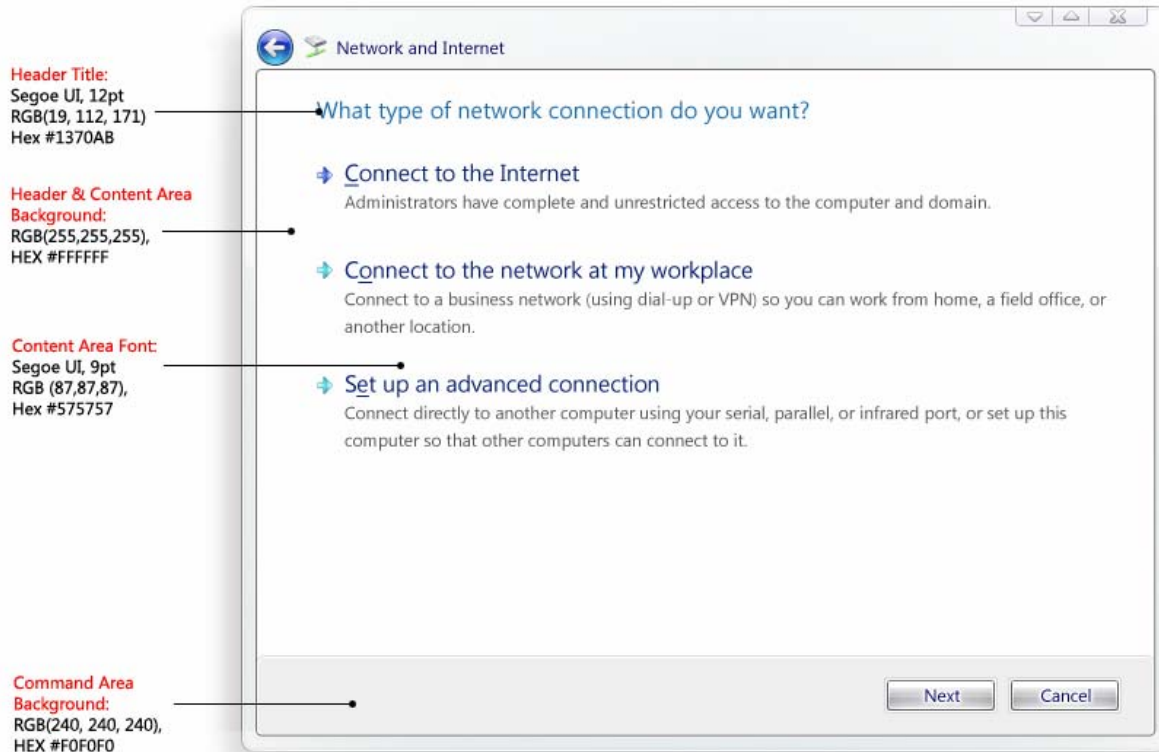 Network and Internet
Header Title:
Segoe UI, 12pt
RGB(19, 112, 171)
Hex #1370AB
What type of network connection do you want?
Connect to the Internet
Administrators have complete and unrestricted access to the computer and domain.
Header & Content Area
Background:
RGB(255,255,255),
HEX #FFFFFF
Connect to the network at my workplace
Connect to a business network (using dial-up or VPN) so you can work from home, a field office, or
another location.
Content Area Font:
Segoe UI, 9pt
RGB (87,87,87),
Hex #575757
Set up an advanced connection
Connect directly to another computer using your serial, parallel, or infrared port, or set up this
computer so that other computers can connect to it.
Command Area
Background:
RGB(240, 240, 240),
HEX #F0F0F0
Next
Cancel